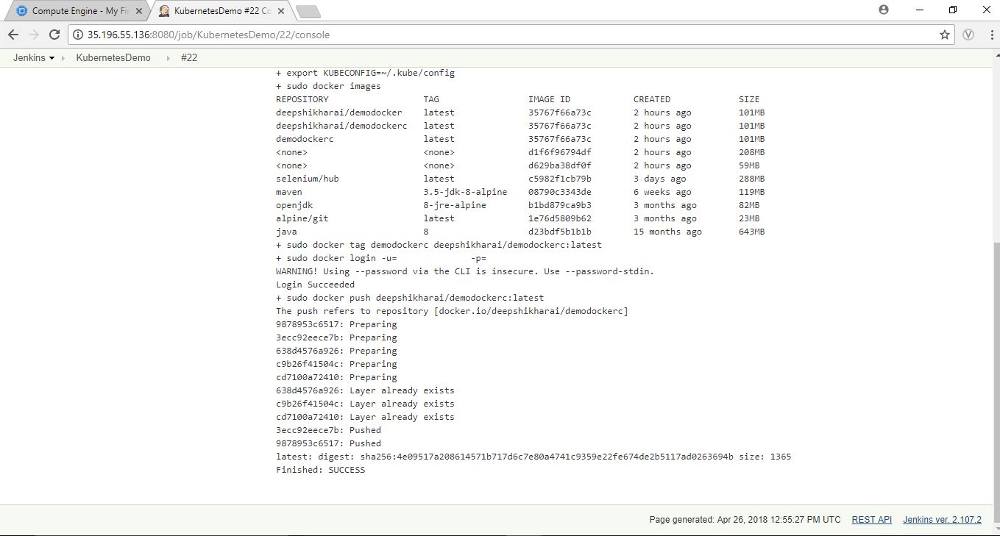 Compute Engine - My Fir
KubernetesDemo #22 Co
35.196.55.136:8080/job/KubernetesDemo/22/console
Jenkins KubernetesDemo #22
+ export KUBECONFIG=~/.kube/config
+ sudo docker images
REPOSITORY TAG IMAGE ID CREATED SIZE
deepshikharai/demodocker latest 35767f66a73c 2 hours ago 101MB
deepshikharai/demodockerc latest 35767f66a73c 2 hours ago 101MB
demodockerc latest 35767f66a73c 2 hours ago 101MB
<none> <none> d1f6f96794df 2 hours ago 208MB
<none> <none> d629ba38df0f 2 hours ago 59MB
selenium/hub latest c5982f1cb79b 3 days ago 288MB
maven 3.5-jdk-8-alpine 08790c3343de 6 weeks ago 119MB
openjdk 8-jre-alpine b1bd879ca9b3 3 months ago 82MB
alpine/git latest 1e76d5809b62 3 months ago 23MB
java 8 d23bdf5b1b1b 15 months ago 643MB
+ sudo docker tag demodockerc deepshikharai/demodockerc:latest
+ sudo docker login -u= -p=
WARNING! Using --password via the CLI is insecure. Use --password-stdin.
Login Succeeded
+ sudo docker push deepshikharai/demodockerc:latest
The push refers to repository [docker.io/deepshikharai/demodockerc]
9878953c6517: Preparing
3ecc92eece7b: Preparing
638d4576a926: Preparing
c9b26f41504c: Preparing
cd7100a72410: Preparing
638d4576a926: Layer already exists
c9b26f41504c: Layer already exists
cd7100a72410: Layer already exists
3ecc92eece7b: Pushed
9878953c6517: Pushed
latest: digest: sha256:4e09517a208614571b717d6c7e80a4741c9359e22fe674de2b5117ad0263694b size: 1365
Finished: SUCCESS
Page generated: Apr 26, 2018 12:55:27 PM UTC REST API Jenkins ver. 2.107.2